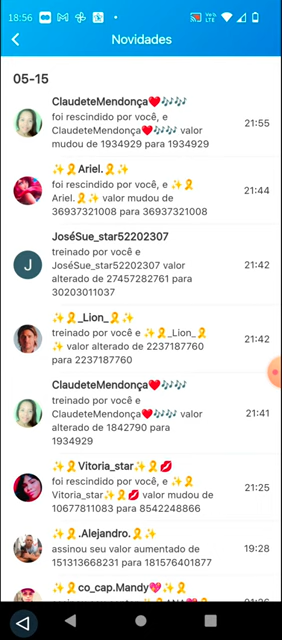 18:56
Vo's
LTE
Novidades
05-15
ClaudeteMendonça❤️🎶🎶
foi rescindido por você, e
ClaudeteMendonça❤️🎶🎶 valor
mudou de 1934929 para 1934929
21:55
✨🎗️Ariel.🎗️✨
foi rescindido por você, e ✨🎗️
Ariel.🎗️✨ valor mudou de
36937321008 para 36937321008
21:44
JoséSue_star52202307
treinado por você e
JoséSue_star52202307 valor
alterado de 27457282761 para
30203011037
21:42
J
✨🎗️_Lion_🎗️✨
treinado por você e ✨🎗️_Lion_🎗️
✨ valor alterado de 2237187760
para 2237187760
21:42
ClaudeteMendonça❤️🎶🎶
treinado por você e
ClaudeteMendonça❤️🎶🎶 valor
alterado de 1842790 para
1934929
21:41
✨🎗️Vitoria_star✨🎗️💋
foi rescindido por você, e ✨🎗️
Vitoria_star✨🎗️💋 valor mudou de
10677811083 para 8542248866
21:25
✨🎗️.Alejandro.🎗️✨
assinou seu valor aumentado de
151313668231 para 181576401877
19:28
✨🎗️co_cap.Mandy💖✨🎗️